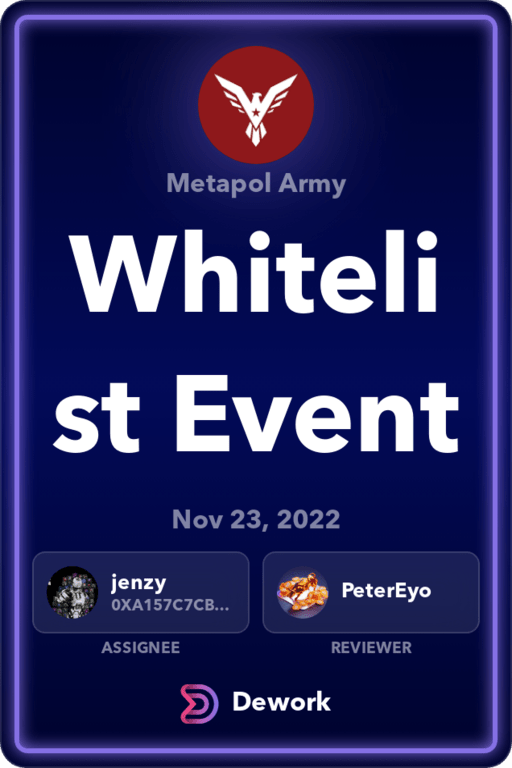 Metapol Army
Whiteli
st Event
Nov 23, 2022
jenzy
0XA157C7CB...
PeterEyo
ASSIGNEE
REVIEWER
Dework